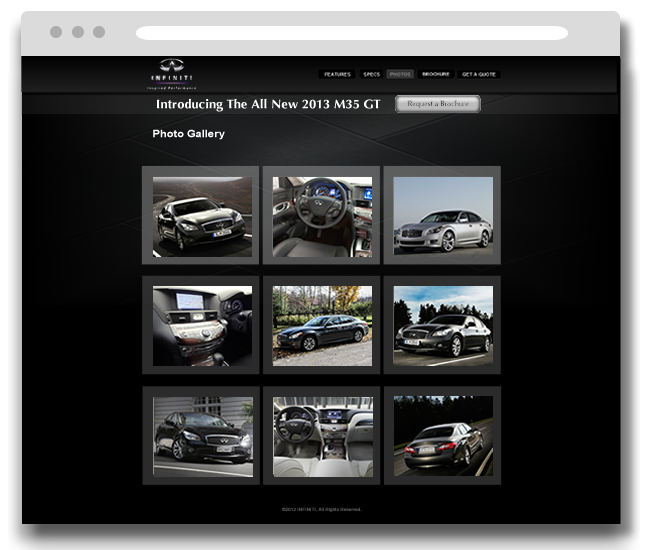 INFINITI
Inspired Performance
FEATURES
SPECS
PHOTOS
BROCHURE
GET A QUOTE
Introducing The All New 2013 M35 GT
Request a Brochure
Photo Gallery
©2012 INFINITI, All Rights Reserved.